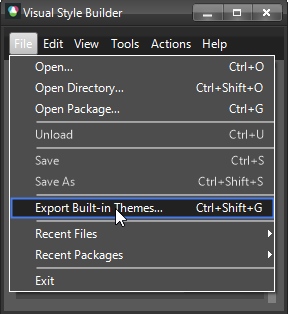 Visual Style Builder
File Edit View Tools Actions Help
Open... Ctrl+O
Open Directory... Ctrl+Shift+O
Open Package... Ctrl+G
Unload Ctrl+U
Save Ctrl+S
Save As Ctrl+Shift+S
Export Built-in Themes... Ctrl+Shift+G
Recent Files
Recent Packages
Exit